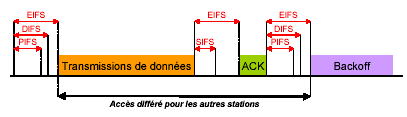 EIFS
DIFS
PIFS
EIFS
SIFS
EIFS
DIFS
PIFS
Transmissions de données
ACK
Backoff
Accès différé pour les autres stations